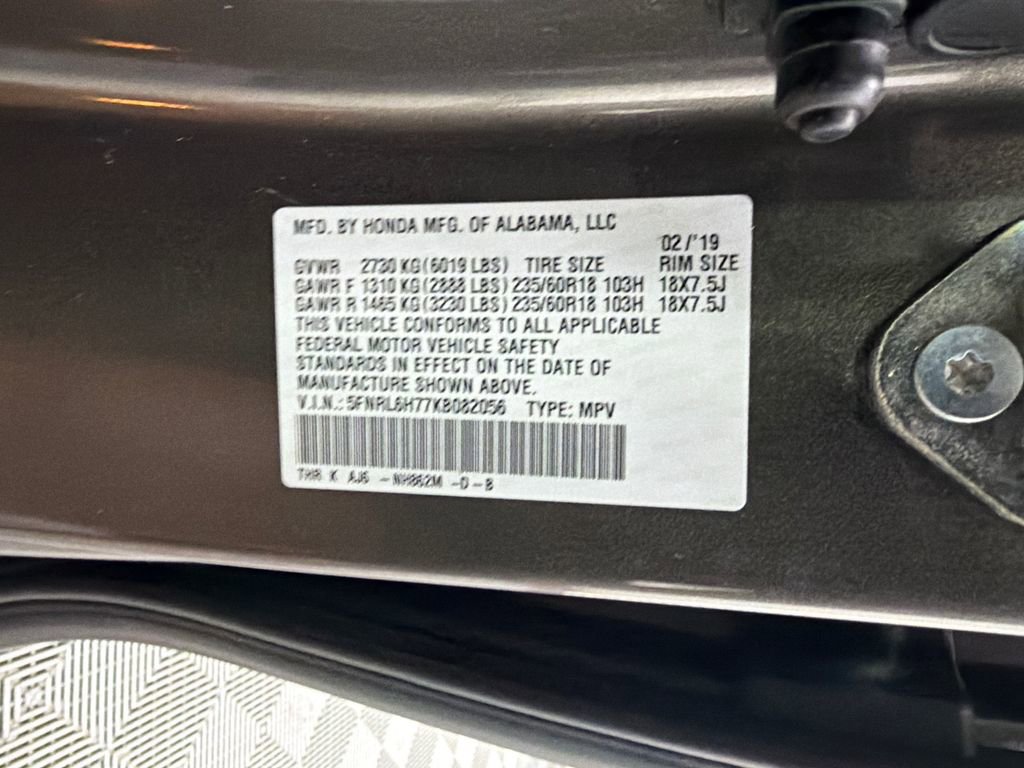 MFD. BY HONDA MFG. OF ALABAMA, LLC
02/'19
GVWR 2730 KG(6019 LBS) TIRE SIZE RIM SIZE
GAWR F 1310 KG(2888 LBS) 235/60R18 103H 18X7.5J
GAWR R 1465 KG(3230 LBS) 235/60R18 103H 18X7.5J
THIS VEHICLE CONFORMS TO ALL APPLICABLE
FEDERAL MOTOR VEHICLE SAFETY
STANDARDS IN EFFECT ON THE DATE OF
MANUFACTURE SHOWN ABOVE.
V.I.N.: 5FNRL6H77KB082056 TYPE: MPV
THR K AJ6 -NH862M -D-B